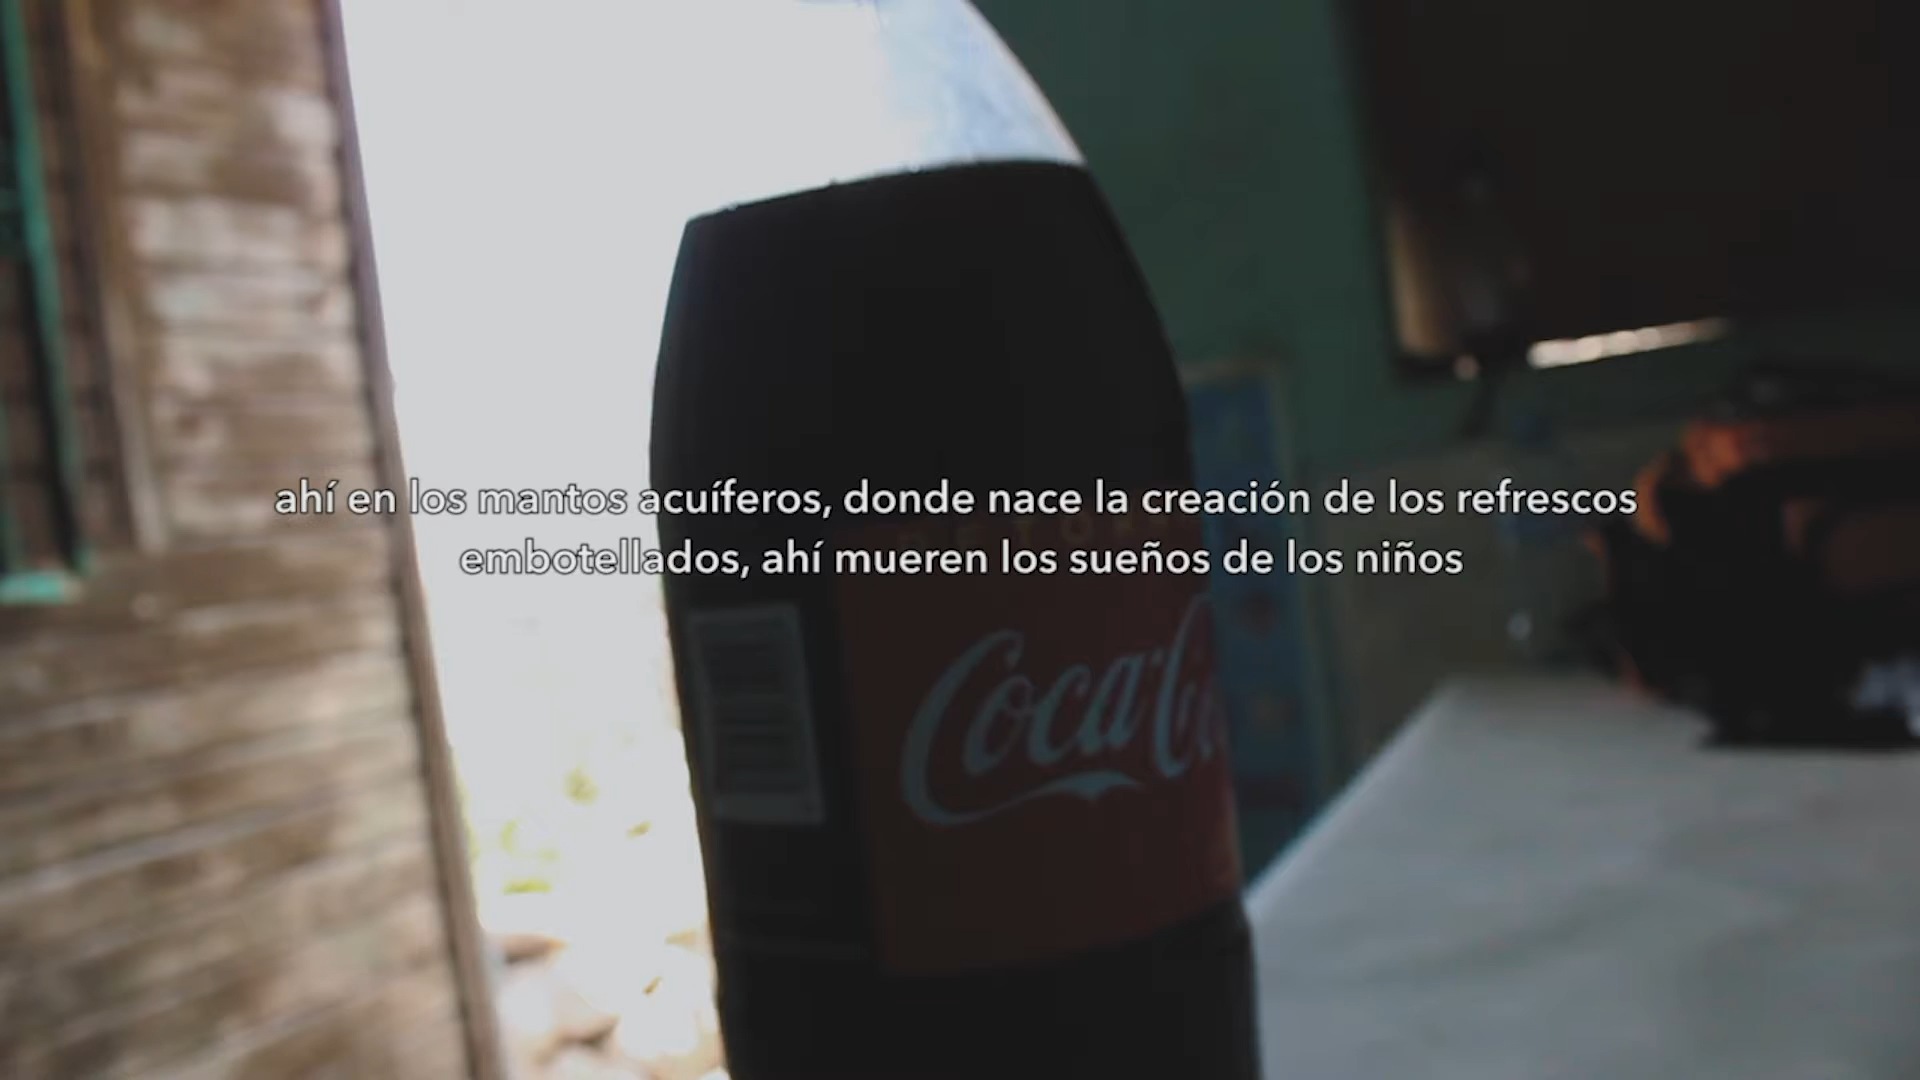 ahí en los mantos acuíferos, donde nace la creación de los refrescos
embotellados, ahí mueren los sueños de los niños
Coca-Co